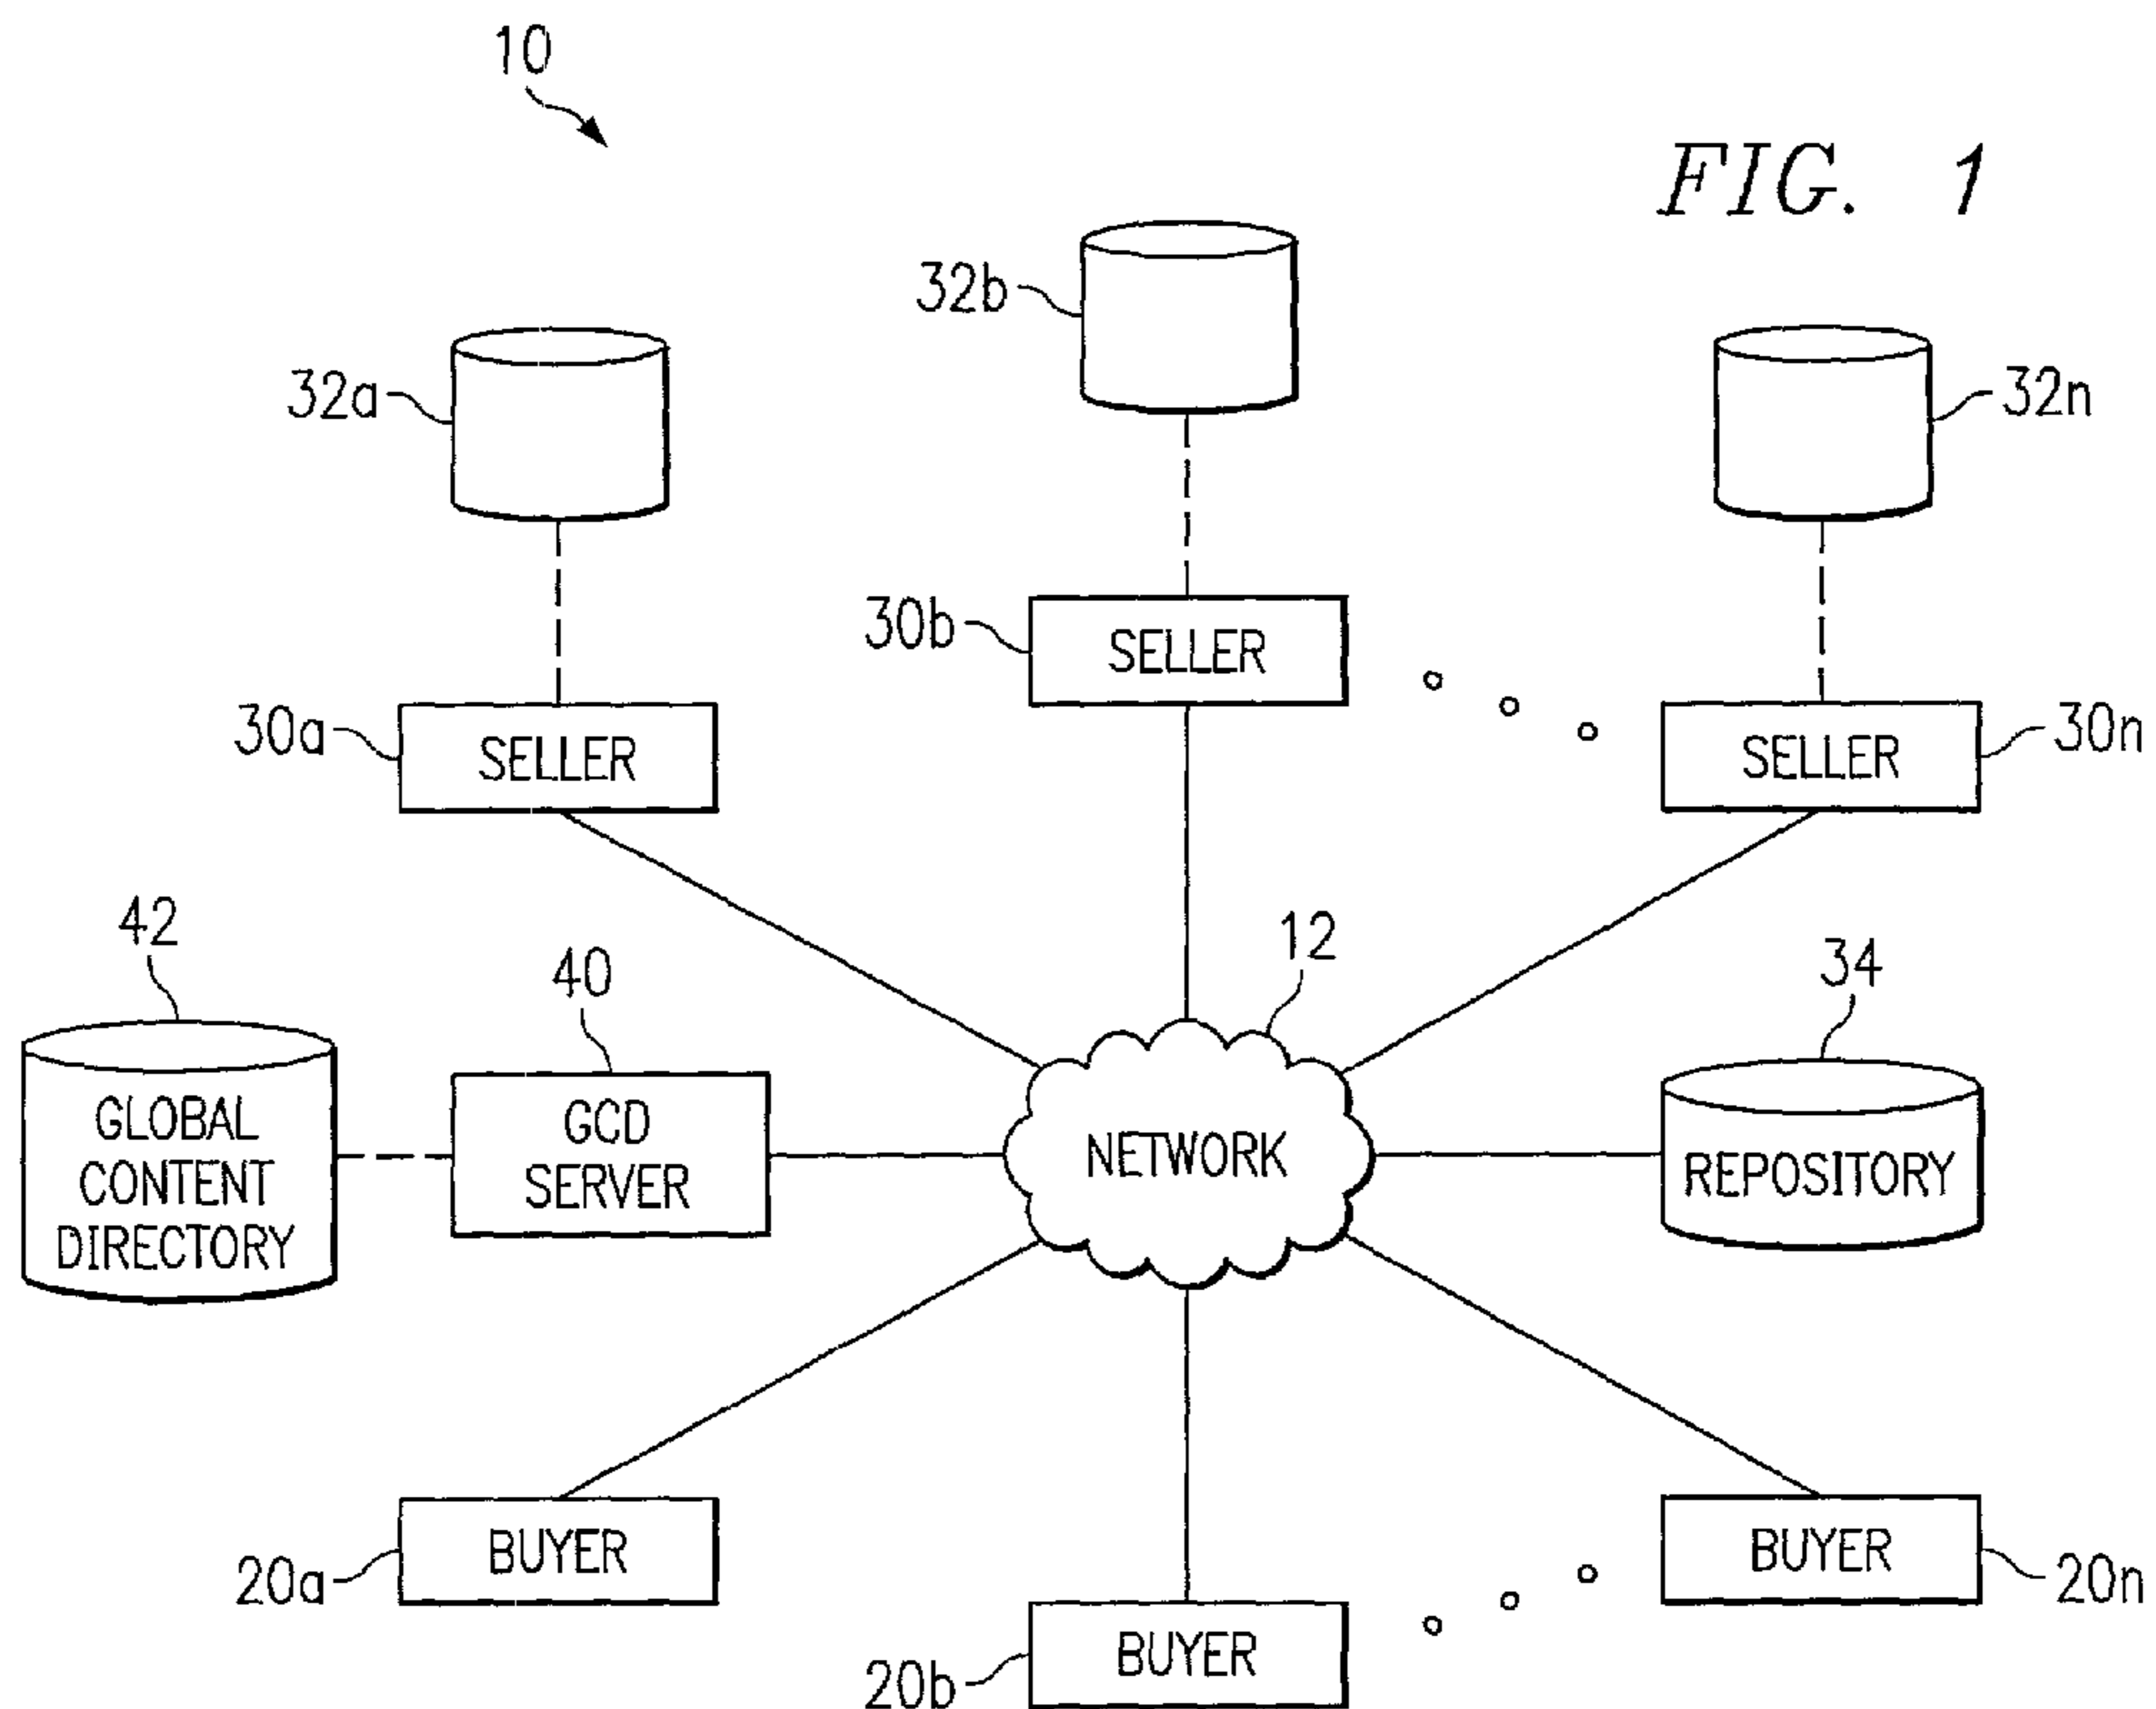 10
FIG. 1
32a
32b
32n
30a
SELLER
30b
SELLER
SELLER
30n
42
GLOBAL
CONTENT
DIRECTORY
40
GCD
SERVER
12
NETWORK
34
REPOSITORY
20a
BUYER
20b
BUYER
BUYER
20n